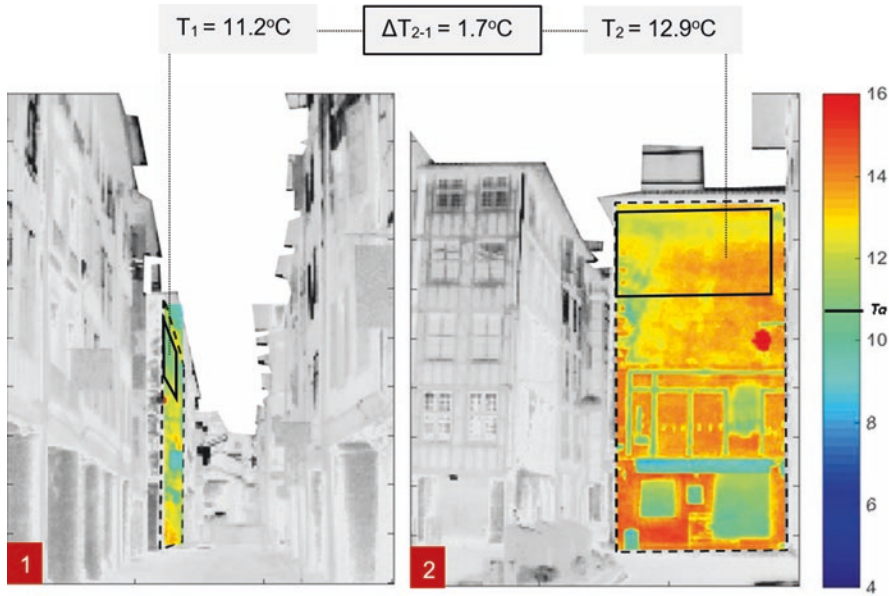 T₁ = 11.2°C
ΔT₂₋₁ = 1.7°C
T₂ = 12.9°C
16
14
12
Ta
10
8
6
4
1
2